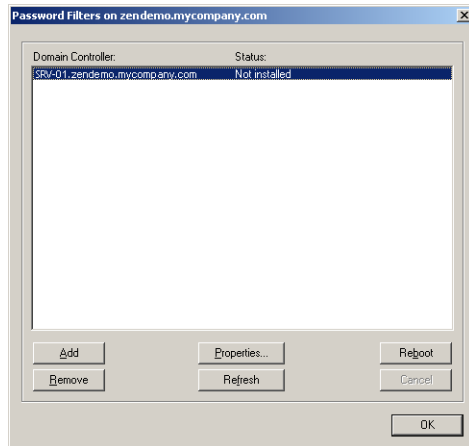 Password Filters on zendemo.mycompany.com
Domain Controller: Status:
SRV-01.zendemo.mycompany.com Not installed
Add Properties... Reboot
Remove Refresh Cancel
OK